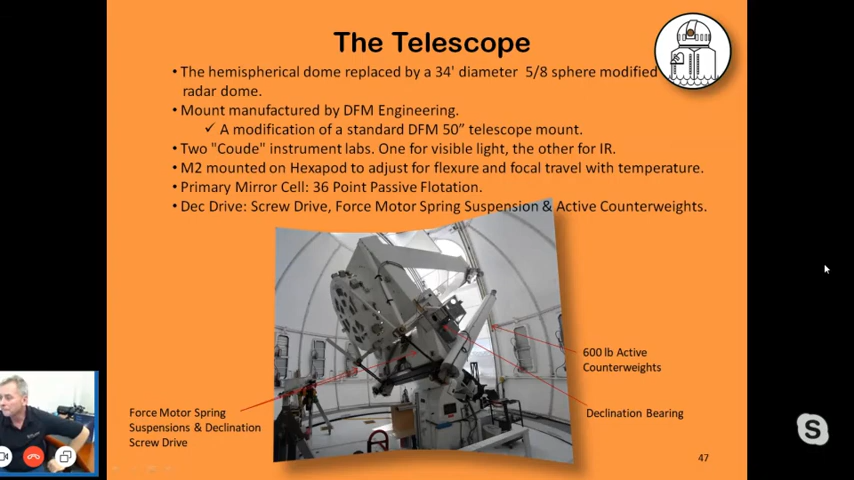 The Telescope
• The hemispherical dome replaced by a 34' diameter 5/8 sphere modified
radar dome.
• Mount manufactured by DFM Engineering.
✓ A modification of a standard DFM 50” telescope mount.
• Two "Coude" instrument labs. One for visible light, the other for IR.
• M2 mounted on Hexapod to adjust for flexure and focal travel with temperature.
• Primary Mirror Cell: 36 Point Passive Flotation.
• Dec Drive: Screw Drive, Force Motor Spring Suspension & Active Counterweights.
600 lb Active
Counterweights
Force Motor Spring
Suspensions & Declination
Screw Drive
Declination Bearing
47